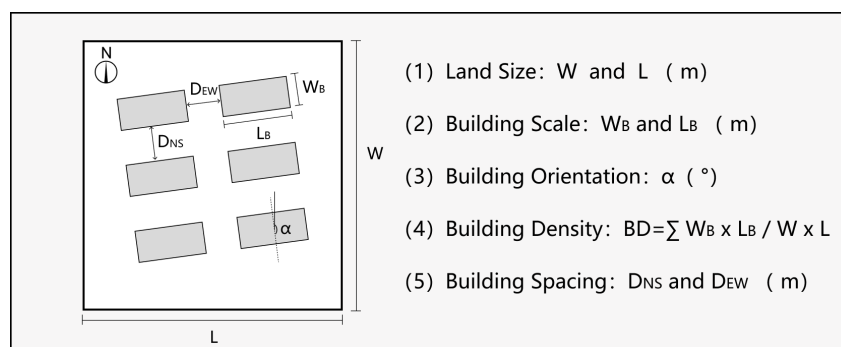 N
DEW
WB
LB
DNS
W
α
L
(1) Land Size: W and L ( m)
(2) Building Scale: WB and LB ( m)
(3) Building Orientation: α ( °)
(4) Building Density: BD=∑ WB x LB / W x L
(5) Building Spacing: DNS and DEW ( m)